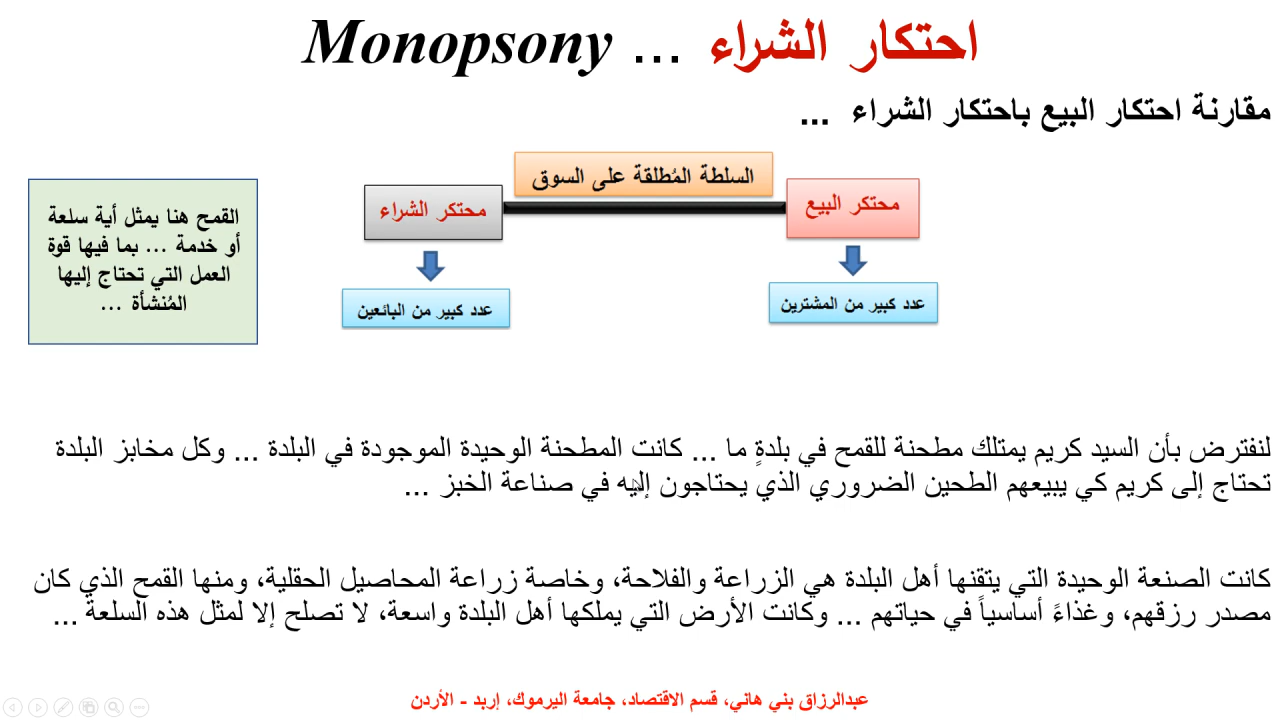 احتكار الشراء ... Monopsony
مقارنة احتكار البيع باحتكار الشراء ...
السلطة المُطلقة على السوق
محتكر البيع
محتكر الشراء
عدد كبير من المشترين
عدد كبير من البائعين
القمح هنا يمثل أية سلعة
أو خدمة ... بما فيها قوة
العمل التي تحتاج إليها
المُنشأة ...
لنفترض بأن السيد كريم يمتلك مطحنة للقمح في بلدةٍ ما ... كانت المطحنة الوحيدة الموجودة في البلدة ... وكل مخابز البلدة
تحتاج إلى كريم كي يبيعهم الطحين الضروري الذي يحتاجون إليه في صناعة الخبز ...
كانت الصنعة الوحيدة التي يتقنها أهل البلدة هي الزراعة والفلاحة، وخاصة زراعة المحاصيل الحقلية، ومنها القمح الذي كان
مصدر رزقهم، وغذاءً أساسياً في حياتهم ... وكانت الأرض التي يملكها أهل البلدة واسعة، لا تصلح إلا لمثل هذه السلعة ...
عبدالرزاق بني هاني، قسم الاقتصاد، جامعة اليرموك، إربد - الأردن